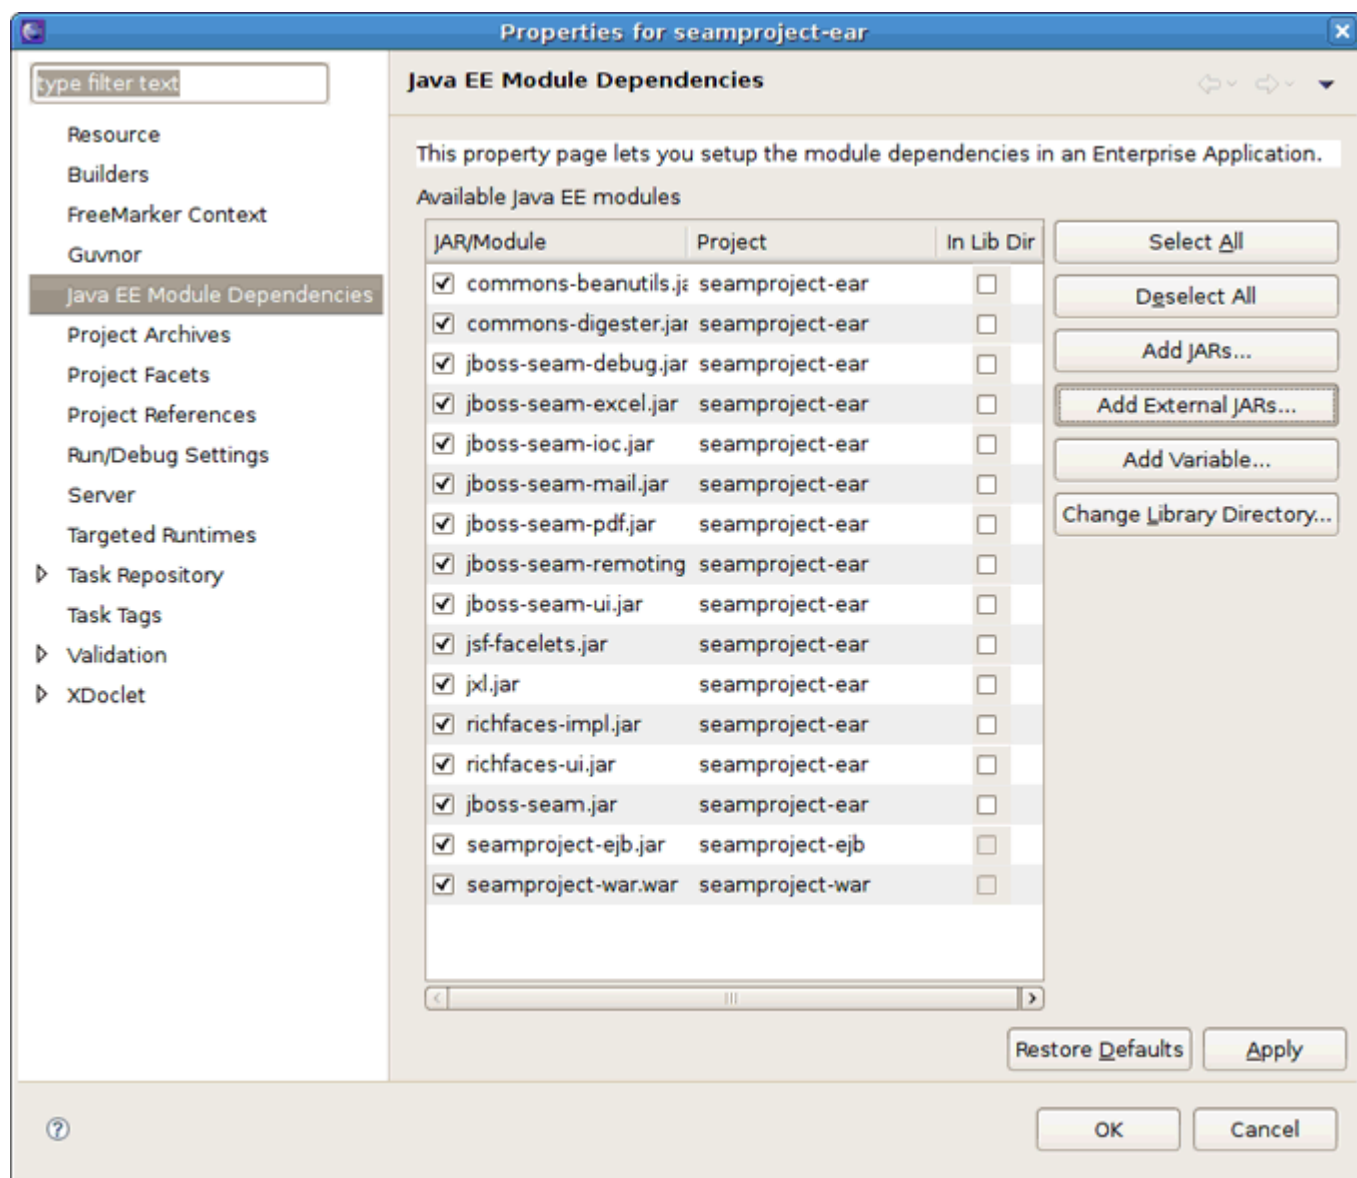 Properties for seamproject-ear
type filter text
Resource
Builders
FreeMarker Context
Guvnor
Java EE Module Dependencies
Project Archives
Project Facets
Project References
Run/Debug Settings
Server
Targeted Runtimes
Task Repository
Task Tags
Validation
XDoclet
Java EE Module Dependencies
This property page lets you setup the module dependencies in an Enterprise Application.
Available Java EE modules
JAR/Module Project In Lib Dir
commons-beanutils.ja seamproject-ear
commons-digester.jar seamproject-ear
jboss-seam-debug.jar seamproject-ear
jboss-seam-excel.jar seamproject-ear
jboss-seam-ioc.jar seamproject-ear
jboss-seam-mail.jar seamproject-ear
jboss-seam-pdf.jar seamproject-ear
jboss-seam-remoting seamproject-ear
jboss-seam-ui.jar seamproject-ear
jsf-facelets.jar seamproject-ear
jxl.jar seamproject-ear
richfaces-impl.jar seamproject-ear
richfaces-ui.jar seamproject-ear
jboss-seam.jar seamproject-ear
seamproject-ejb.jar seamproject-ejb
seamproject-war.war seamproject-war
Select All
Deselect All
Add JARs...
Add External JARs...
Add Variable...
Change Library Directory...
Restore Defaults Apply
OK Cancel